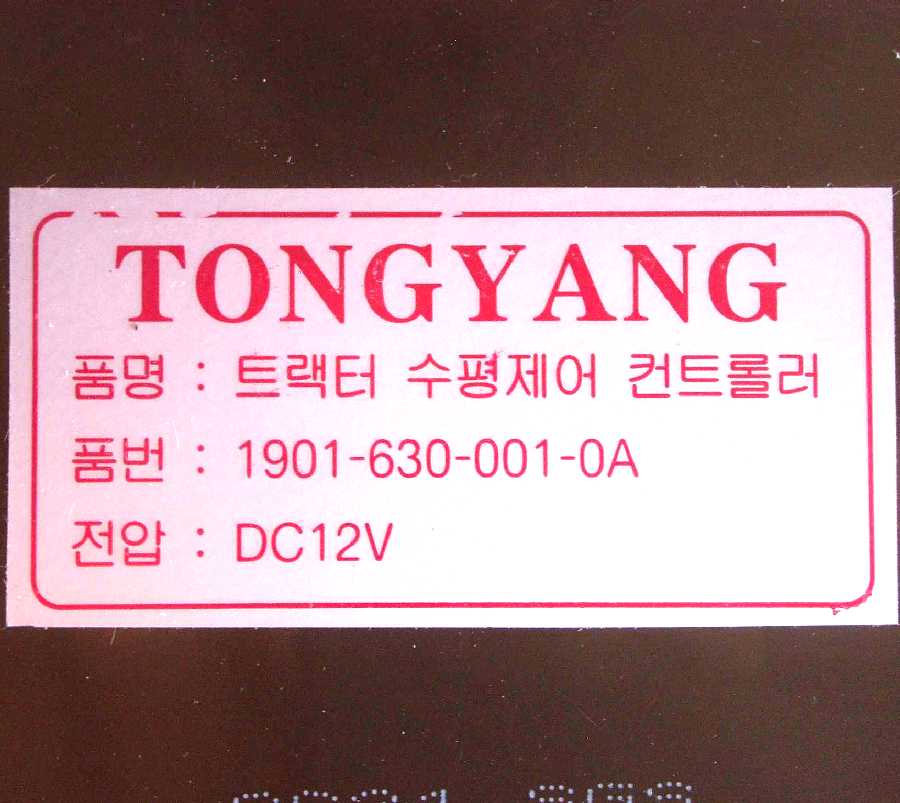 TONGYANG
품명 : 트랙터 수평제어 컨트롤러
품번 : 1901-630-001-0A
전압 : DC12V